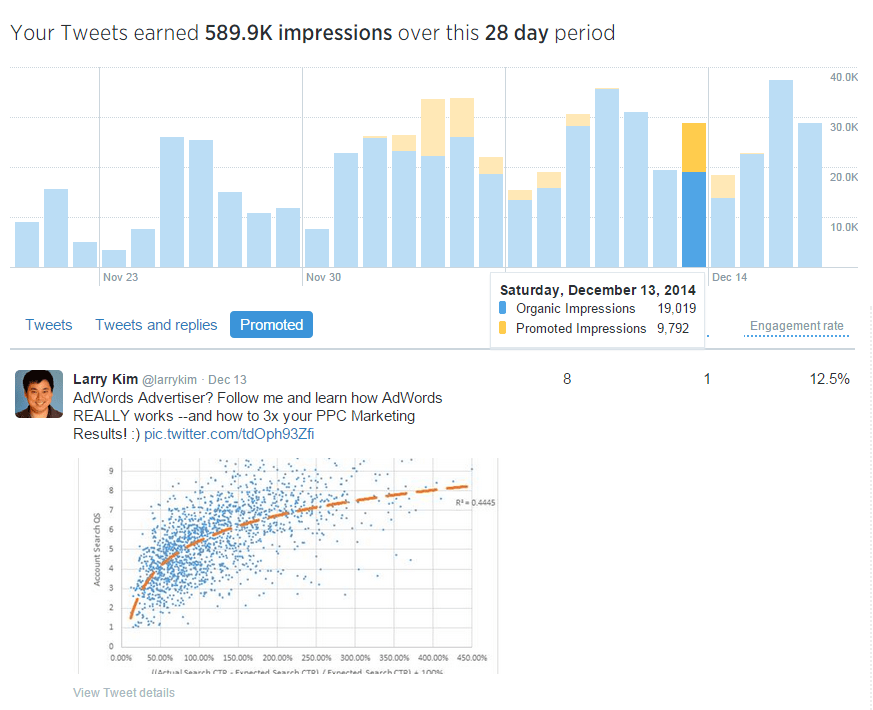 Your Tweets earned 589.9K impressions over this 28 day period
40.0K
30.0K
20.0K
10.0K
Nov 23
Nov 30
Dec 14
Saturday, December 13, 2014
Organic Impressions 19,019
Promoted Impressions 9,792
Tweets Tweets and replies Promoted
Engagement rate
Larry Kim @larrykim · Dec 13
8 1 12.5%
AdWords Advertiser? Follow me and learn how AdWords
REALLY works --and how to 3x your PPC Marketing
Results! :) pic.twitter.com/tdOph93Zfi
9
8
7
6
5
4
3
2
1
0
Account Search QS
R² = 0.4445
0.00% 50.00% 100.00% 150.00% 200.00% 250.00% 300.00% 350.00% 400.00% 450.00%
((Actual Search CTR - Expected Search CTR) / Expected Search CTR) + 100%
View Tweet details